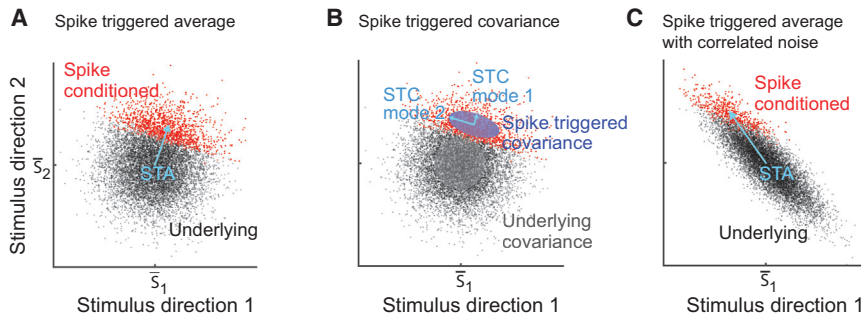 A Spike triggered average
Spike
conditioned
STA
Underlying
S̄2
Stimulus direction 2
S̄1
Stimulus direction 1
B Spike triggered covariance
STC
mode 1
STC
mode 2
Spike triggered
covariance
Underlying
covariance
S̄1
Stimulus direction 1
C Spike triggered average
with correlated noise
Spike
conditioned
STA
Underlying
S̄1
Stimulus direction 1